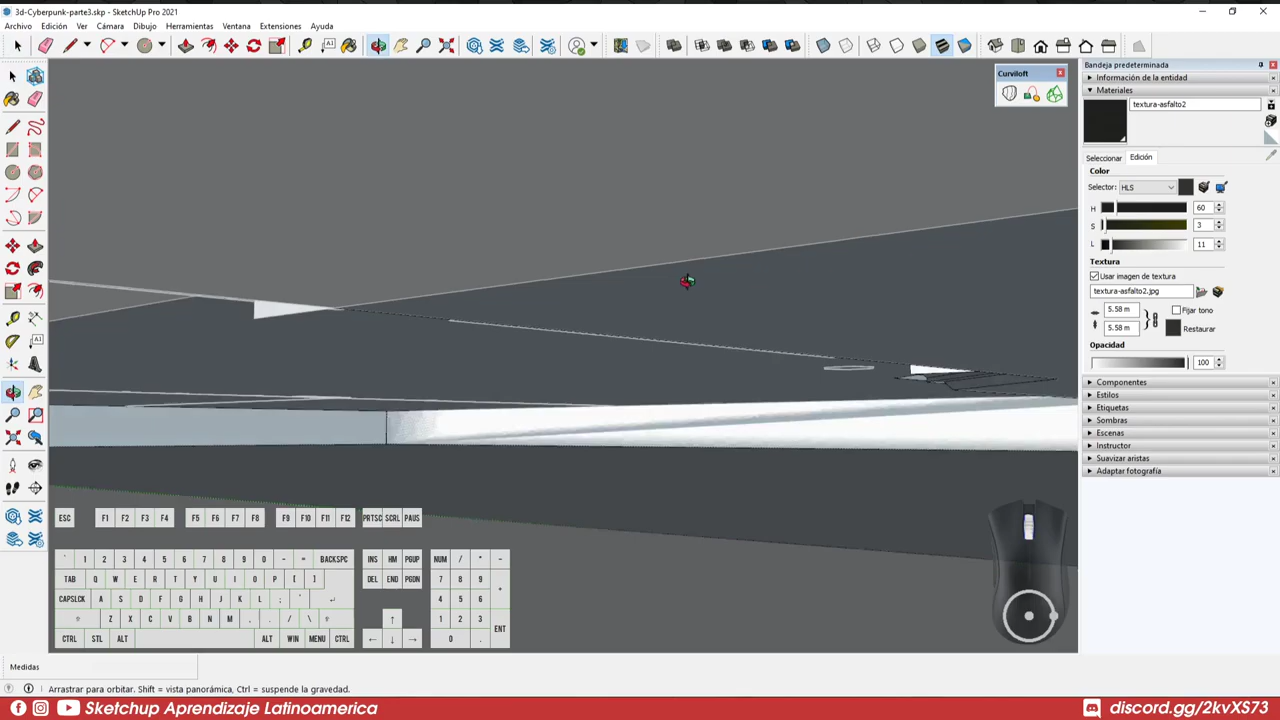 3d-Cyberpunk-parte3.skp - SketchUp Pro 2021
Archivo Edición Ver Cámara Dibujo Herramientas Ventana Extensiones Ayuda
Curviloft
Bandeja predeterminada
Información de la entidad
Materiales
textura-asfalto2
Seleccionar Edición
Color
Selector: HLS
H 60
S 3
L 11
Textura
Usar imagen de textura
textura-asfalto2.jpg
5.58 m
Fijar tono
5.58 m
Restaurar
Opacidad
100
Componentes
Estilos
Etiquetas
Sombras
Escenas
Instructor
Suavizar aristas
Adaptar fotografía
ESC F1 F2 F3 F4 F5 F6 F7 F8 F9 F10 F11 F12 PRTSC SCRL PAUS
` 1 2 3 4 5 6 7 8 9 0 - = BACKSPC INS HM PGUP NUM / * -
TAB Q W E R T Y U I O P [ ] DEL END PGDN 7 8 9
CAPSLCK A S D F G H J K L ; ' ↵ 4 5 6 +
⇧ Z X C V B N M , . / \ ⇧ ↑ 1 2 3
CTRL STL ALT ALT WIN MENU CTRL ← ↓ → 0 . ENT
Medidas
Arrastrar para orbitar. Shift = vista panorámica, Ctrl = suspende la gravedad.
Sketchup Aprendizaje Latinoamerica
discord.gg/2kvXS73